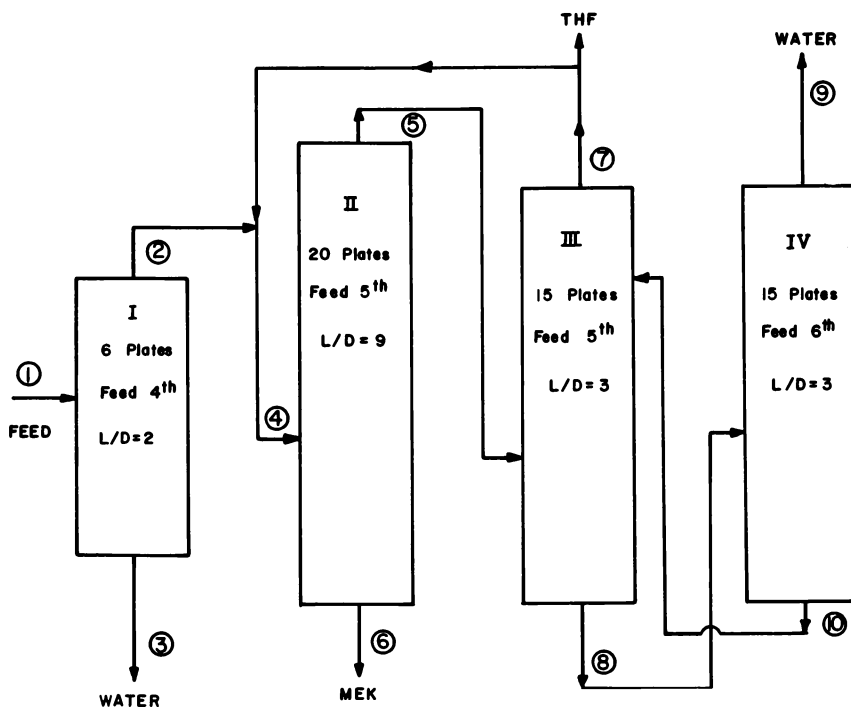 THF
WATER
⑨
⑤
⑦
②
I
6 Plates
Feed 4th
L/D=2
II
20 Plates
Feed 5th
L/D=9
III
15 Plates
Feed 5th
L/D=3
IV
15 Plates
Feed 6th
L/D=3
①
FEED
④
③
WATER
⑥
MEK
⑧
⑩